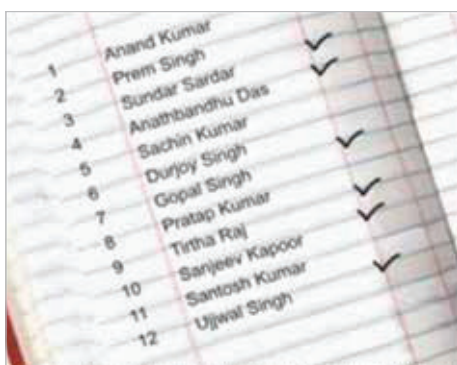 1 Anand Kumar
2 Prem Singh
3 Sundar Sardar
4 Anathbandhu Das
5 Sachin Kumar
6 Durjoy Singh
7 Gopal Singh
8 Pratap Kumar
9 Tirtha Raj
10 Sanjeev Kapoor
11 Santosh Kumar
12 Ujjwal Singh